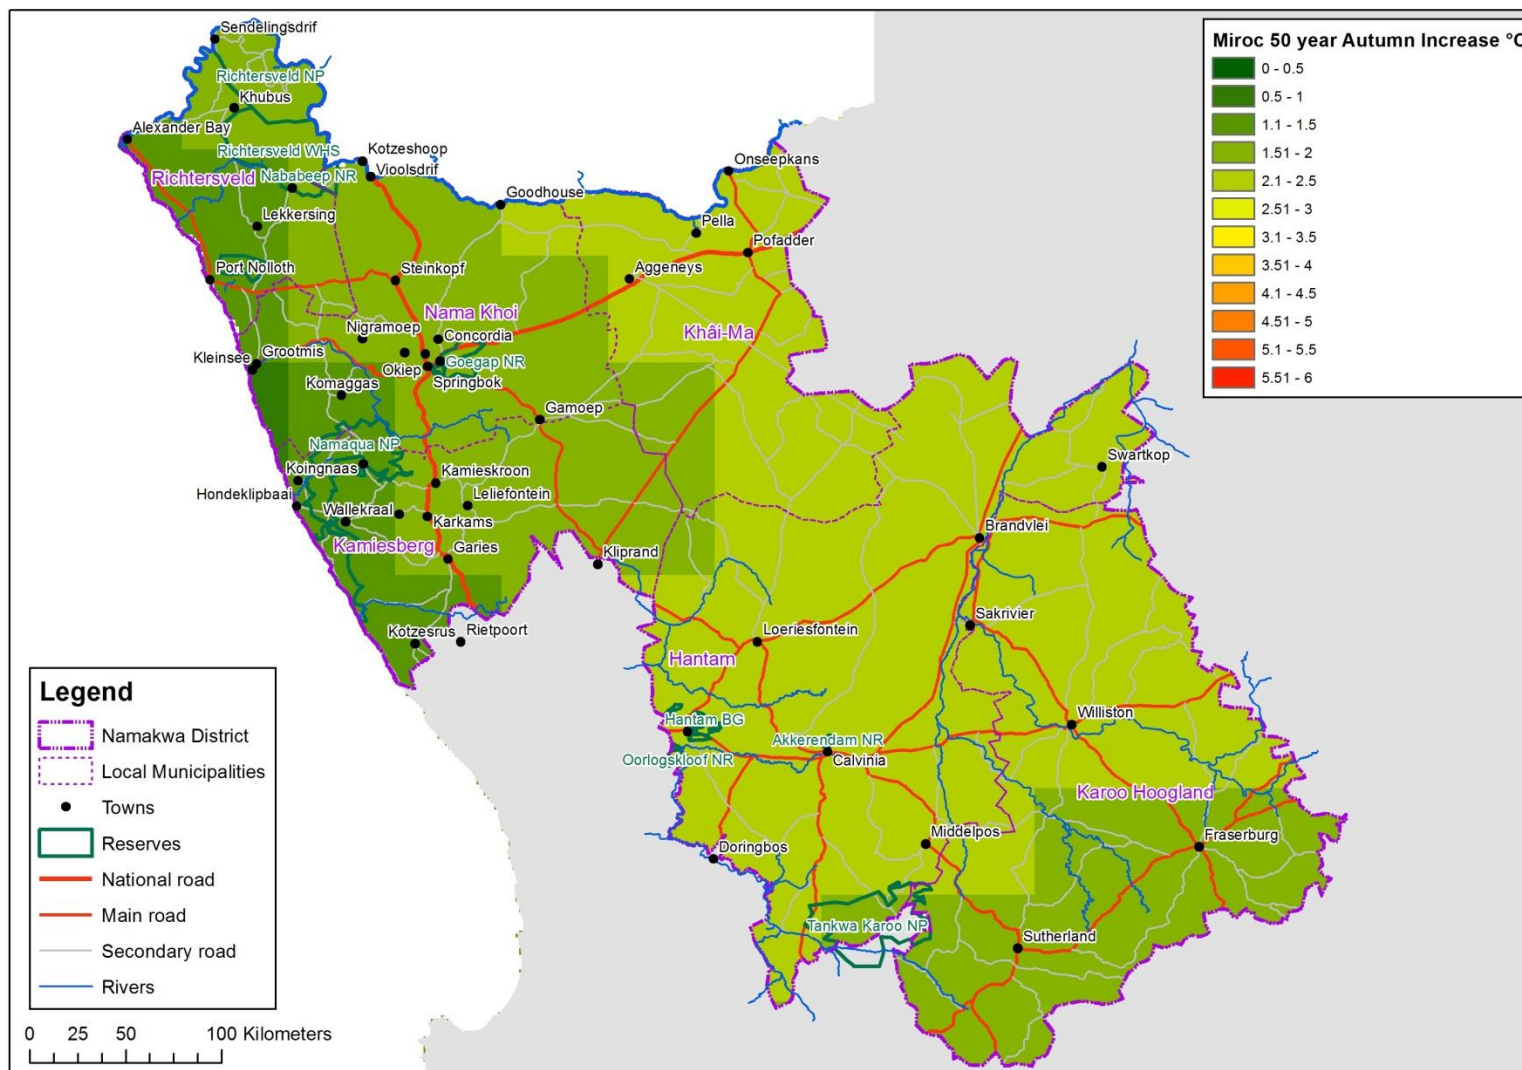 Sendelingsdrif
Richtersveld NP
Khubus
Alexander Bay
Richtersveld WHS
Kotzeshoop
Vioolsdrif
Richtersveld
Nababeep NR
Onseepkans
Goodhouse
Lekkersing
Pella
Pofadder
Port Nolloth
Steinkopf
Aggeneys
Nama Khoi
Khâi-Ma
Nigramoep
Concordia
Kleinsee
Grootmis
Okiep
Goegap NR
Komaggas
Springbok
Gamoep
Namaqua NP
Koingnaas
Kamieskroon
Swartkop
Hondeklipbaai
Leliefontein
Wallekraal
Karkams
Brandvlei
Kamiesberg
Garies
Kliprand
Sakrivier
Kotzesrus
Rietpoort
Loeriesfontein
Hantam
Hantam BG
Williston
Akkerendam NR
Oorlogskloof NR
Calvinia
Karoo Hoogland
Middelpos
Fraserburg
Doringbos
Tankwa Karoo NP
Sutherland
Miroc 50 year Autumn Increase °C
0 - 0.5
0.5 - 1
1.1 - 1.5
1.51 - 2
2.1 - 2.5
2.51 - 3
3.1 - 3.5
3.51 - 4
4.1 - 4.5
4.51 - 5
5.1 - 5.5
5.51 - 6
Legend
Namakwa District
Local Municipalities
Towns
Reserves
National road
Main road
Secondary road
Rivers
0 25 50 100 Kilometers